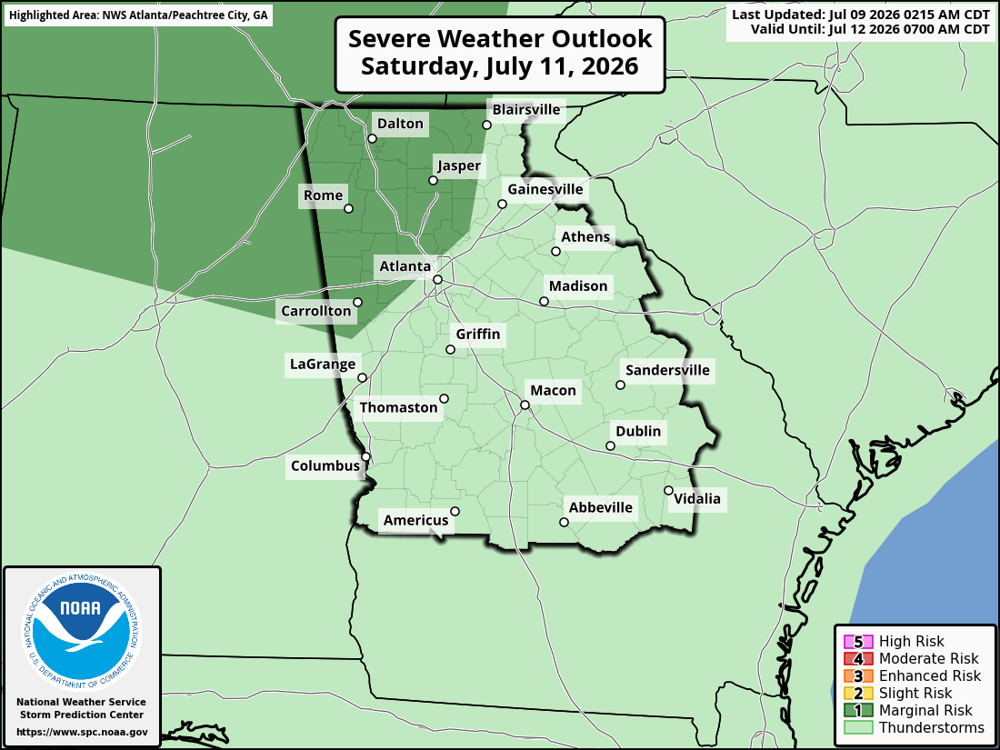 Highlighted Area: NWS Atlanta/Peachtree City, GA
Severe Weather Outlook
Saturday, July 11, 2026
Last Updated: Jul 09 2026 0215 AM CDT
Valid Until: Jul 12 2026 0700 AM CDT
Blairsville
Dalton
Jasper
Rome
Gainesville
Athens
Atlanta
Madison
Carrollton
Griffin
LaGrange
Sandersville
Macon
Thomaston
Dublin
Columbus
Vidalia
Abbeville
Americus
NATIONAL OCEANIC AND ATMOSPHERIC ADMINISTRATION
NOAA
U.S. DEPARTMENT OF COMMERCE
National Weather Service
Storm Prediction Center
https://www.spc.noaa.gov
5 High Risk
4 Moderate Risk
3 Enhanced Risk
2 Slight Risk
1 Marginal Risk
Thunderstorms